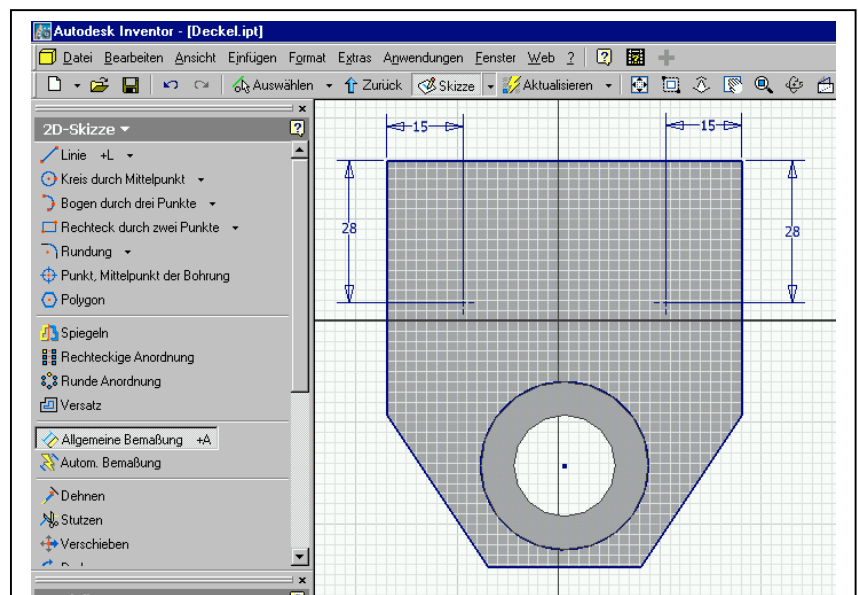 Autodesk Inventor - [Deckel.ipt]
Datei Bearbeiten Ansicht Einfügen Format Extras Anwendungen Fenster Web ?
Auswählen Zurück Skizze Aktualisieren
2D-Skizze
Linie +L
Kreis durch Mittelpunkt
Bogen durch drei Punkte
Rechteck durch zwei Punkte
Rundung
Punkt, Mittelpunkt der Bohrung
Polygon
Spiegeln
Rechteckige Anordnung
Runde Anordnung
Versatz
Allgemeine Bemaßung +A
Autom. Bemaßung
Dehnen
Stutzen
Verschieben
15
15
28
28